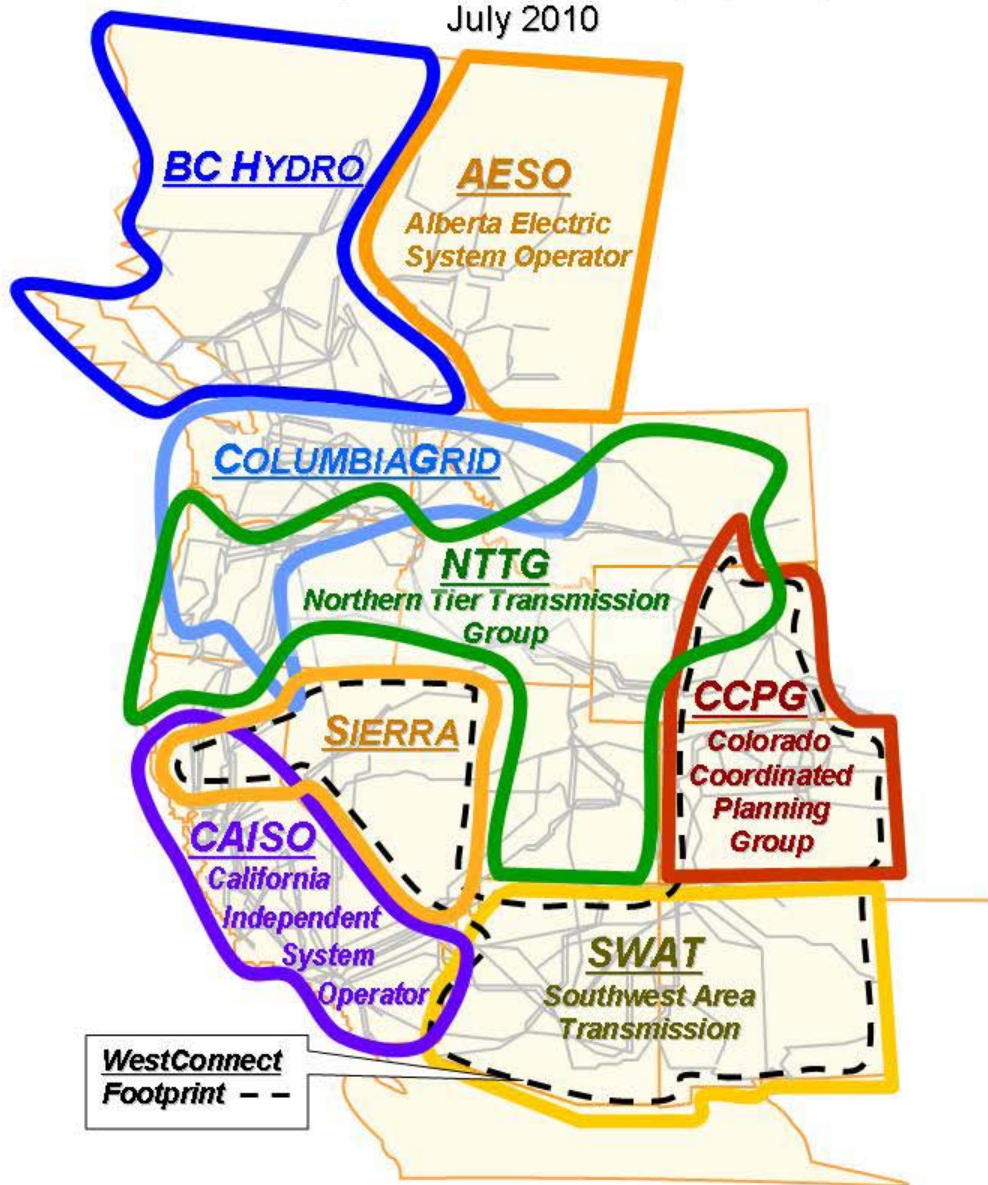 July 2010
BC HYDRO
AESO
Alberta Electric
System Operator
COLUMBIAGRID
NTTG
Northern Tier Transmission
Group
SIERRA
CCPG
Colorado
Coordinated
Planning
Group
CAISO
California
Independent
System
Operator
SWAT
Southwest Area
Transmission
WestConnect
Footprint – –